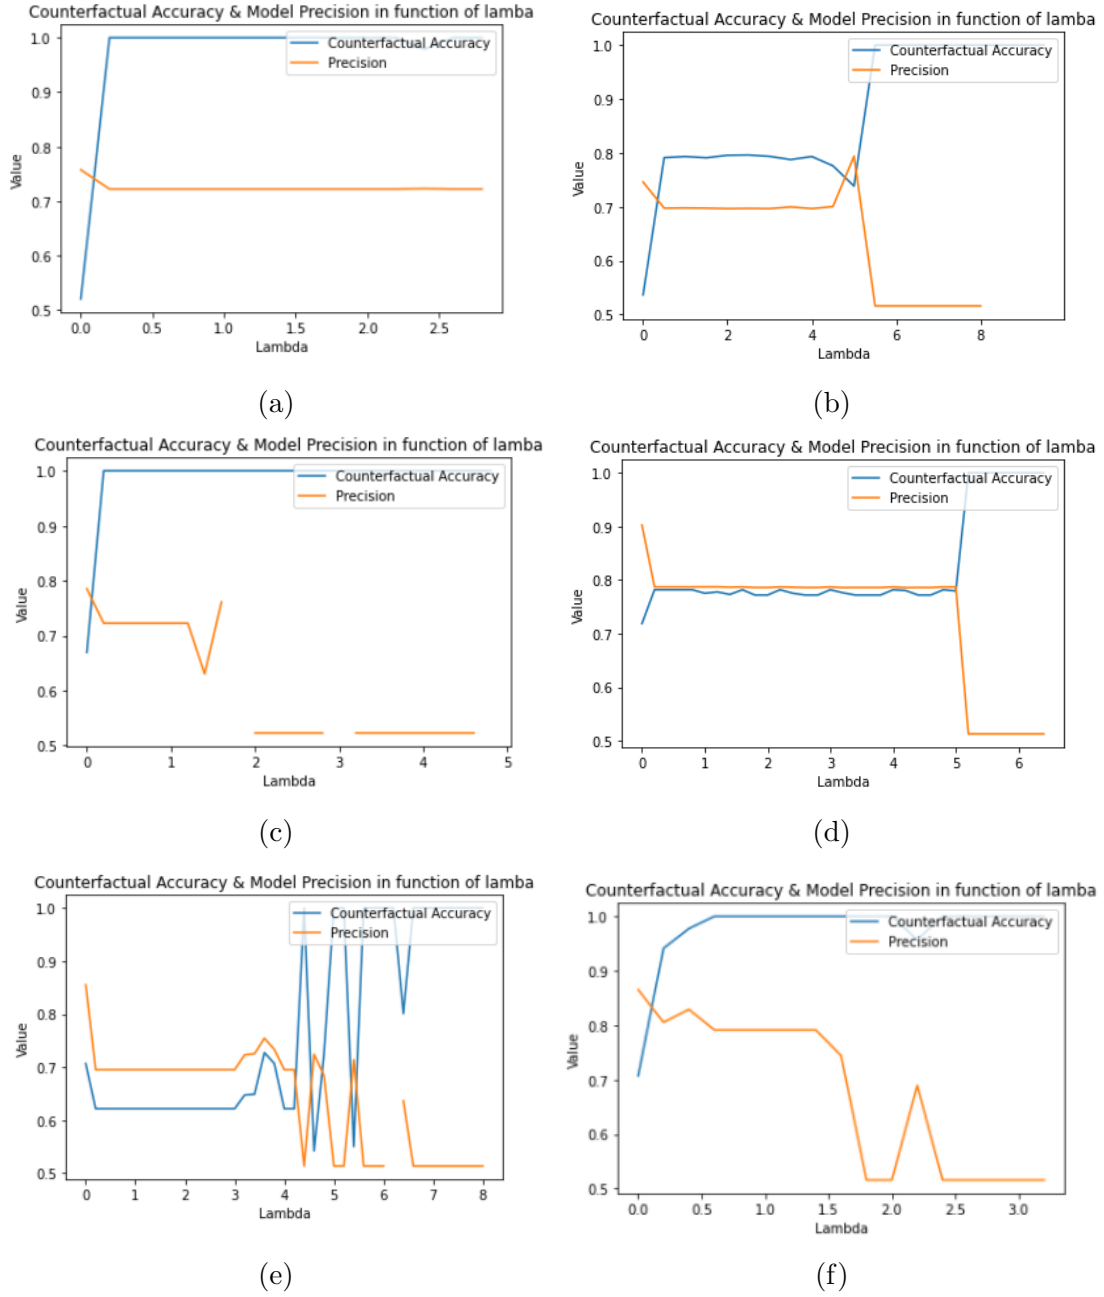 Counterfactual Accuracy & Model Precision in function of lamba
1.0
0.9
0.8
0.7
0.6
0.5
Value
Counterfactual Accuracy
Precision
0.0 0.5 1.0 1.5 2.0 2.5
Lambda
(a)
Counterfactual Accuracy & Model Precision in function of lamba
1.0
0.9
0.8
0.7
0.6
0.5
Value
Counterfactual Accuracy
Precision
0 2 4 6 8
Lambda
(b)
Counterfactual Accuracy & Model Precision in function of lamba
1.0
0.9
0.8
0.7
0.6
0.5
Value
Counterfactual Accuracy
Precision
0 1 2 3 4 5
Lambda
(c)
Counterfactual Accuracy & Model Precision in function of lamba
1.0
0.9
0.8
0.7
0.6
0.5
Value
Counterfactual Accuracy
Precision
0 1 2 3 4 5 6
Lambda
(d)
Counterfactual Accuracy & Model Precision in function of lamba
1.0
0.9
0.8
0.7
0.6
0.5
Value
Counterfactual Accuracy
Precision
0 1 2 3 4 5 6 7 8
Lambda
(e)
Counterfactual Accuracy & Model Precision in function of lamba
1.0
0.9
0.8
0.7
0.6
0.5
Value
Counterfactual Accuracy
Precision
0.0 0.5 1.0 1.5 2.0 2.5 3.0
Lambda
(f)